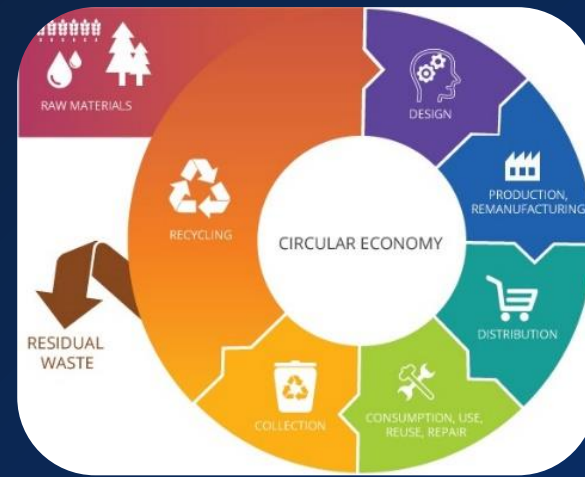 RAW MATERIALS
DESIGN
PRODUCTION,
REMANUFACTURING
RECYCLING
CIRCULAR ECONOMY
DISTRIBUTION
RESIDUAL
WASTE
CONSUMPTION, USE,
REUSE, REPAIR
COLLECTION